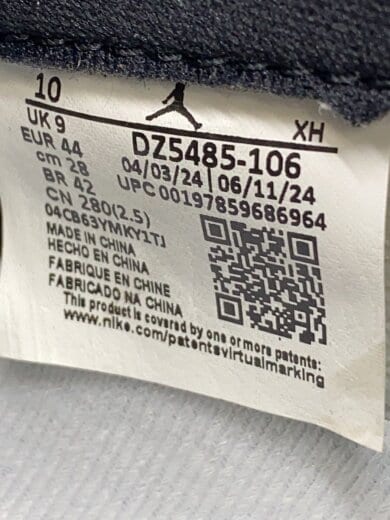 10 XH
UK 9
EUR 44 DZ5485-106
cm 28 04/03/24 | 06/11/24
BR 42 UPC 00197859686964
CN 280(2.5)
04CB63YMKY1TJ
MADE IN CHINA
HECHO EN CHINA
FABRIQUE EN CHINE
FABRICADO NA CHINA
This product is covered by one or more patents:
www.nike.com/patentsvirtualmarking